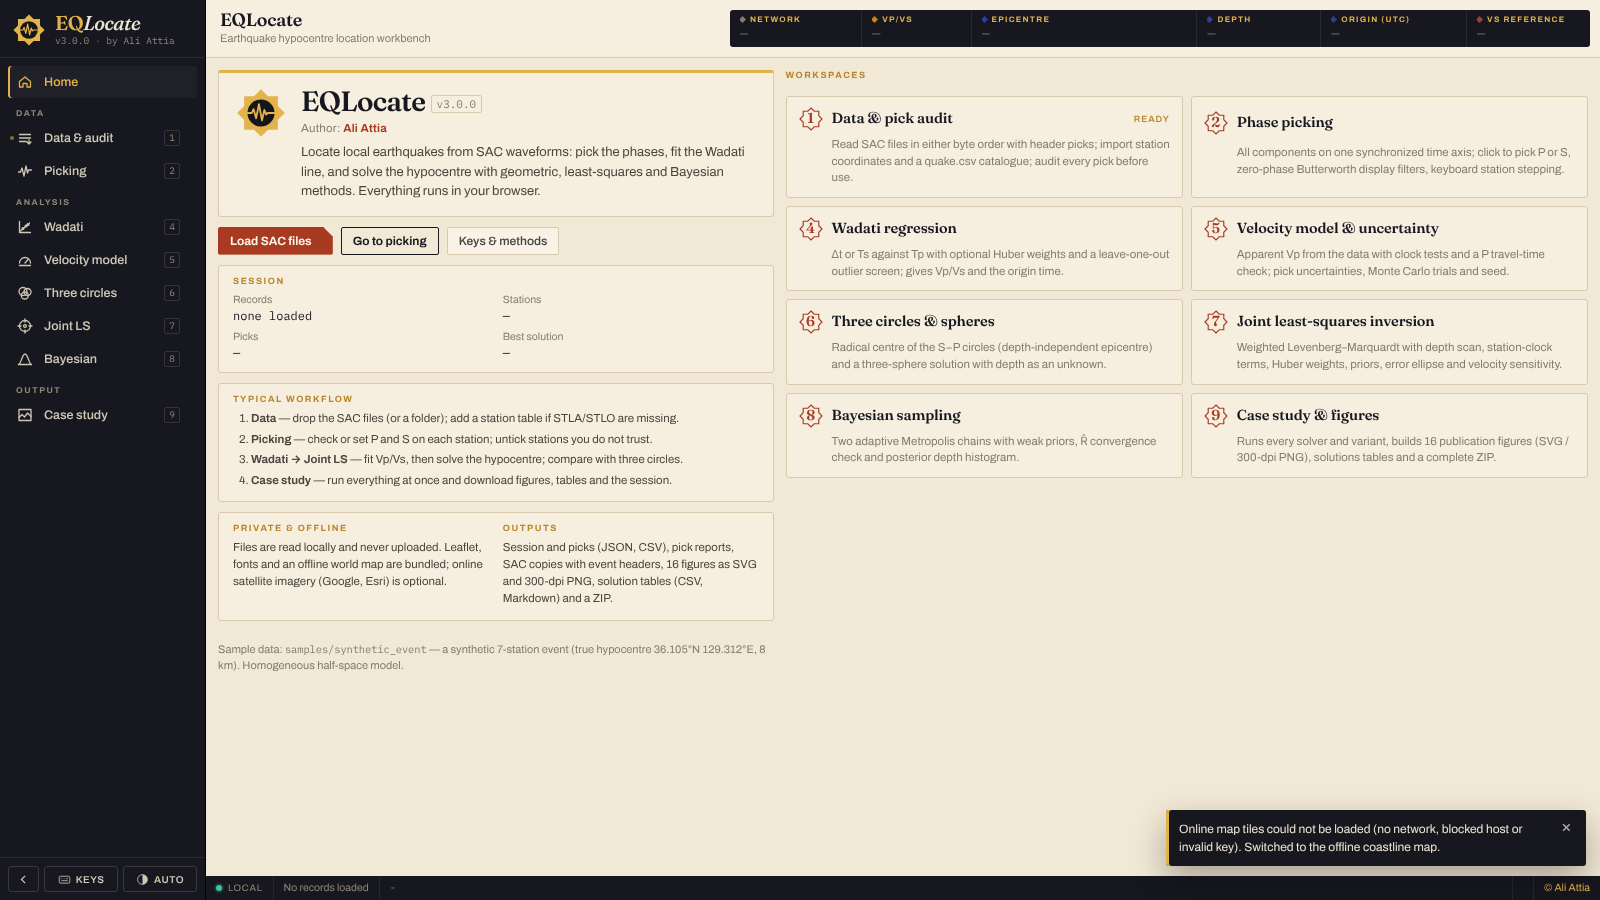 EQLocate
v3.0.0 · by Ali Attia
Home
DATA
Data & audit 1
Picking 2
ANALYSIS
Wadati 4
Velocity model 5
Three circles 6
Joint LS 7
Bayesian 8
OUTPUT
Case study 9
KEYS
AUTO
EQLocate
Earthquake hypocentre location workbench
NETWORK
–
VP/VS
–
EPICENTRE
–
DEPTH
–
ORIGIN (UTC)
–
VS REFERENCE
–
EQLocate v3.0.0
Author: Ali Attia
Locate local earthquakes from SAC waveforms: pick the phases, fit the Wadati
line, and solve the hypocentre with geometric, least-squares and Bayesian
methods. Everything runs in your browser.
Load SAC files
Go to picking
Keys & methods
SESSION
Records
none loaded
Stations
–
Picks
–
Best solution
–
TYPICAL WORKFLOW
1. Data — drop the SAC files (or a folder); add a station table if STLA/STLO are missing.
2. Picking — check or set P and S on each station; untick stations you do not trust.
3. Wadati → Joint LS — fit Vp/Vs, then solve the hypocentre; compare with three circles.
4. Case study — run everything at once and download figures, tables and the session.
PRIVATE & OFFLINE
Files are read locally and never uploaded. Leaflet,
fonts and an offline world map are bundled; online
satellite imagery (Google, Esri) is optional.
OUTPUTS
Session and picks (JSON, CSV), pick reports,
SAC copies with event headers, 16 figures as SVG
and 300-dpi PNG, solution tables (CSV,
Markdown) and a ZIP.
Sample data: samples/synthetic_event — a synthetic 7-station event (true hypocentre 36.105°N 129.312°E, 8
km). Homogeneous half-space model.
WORKSPACES
1 Data & pick audit READY
Read SAC files in either byte order with header picks; import station
coordinates and a quake.csv catalogue; audit every pick before
use.
2 Phase picking
All components on one synchronized time axis; click to pick P or S,
zero-phase Butterworth display filters, keyboard station stepping.
4 Wadati regression
Δt or Ts against Tp with optional Huber weights and a leave-one-out
outlier screen; gives Vp/Vs and the origin time.
5 Velocity model & uncertainty
Apparent Vp from the data with clock tests and a P travel-time
check; pick uncertainties, Monte Carlo trials and seed.
6 Three circles & spheres
Radical centre of the S−P circles (depth-independent epicentre)
and a three-sphere solution with depth as an unknown.
7 Joint least-squares inversion
Weighted Levenberg–Marquardt with depth scan, station-clock
terms, Huber weights, priors, error ellipse and velocity sensitivity.
8 Bayesian sampling
Two adaptive Metropolis chains with weak priors, R̂ convergence
check and posterior depth histogram.
9 Case study & figures
Runs every solver and variant, builds 16 publication figures (SVG /
300-dpi PNG), solutions tables and a complete ZIP.
Online map tiles could not be loaded (no network, blocked host or
invalid key). Switched to the offline coastline map.
×
LOCAL
No records loaded
-
© Ali Attia